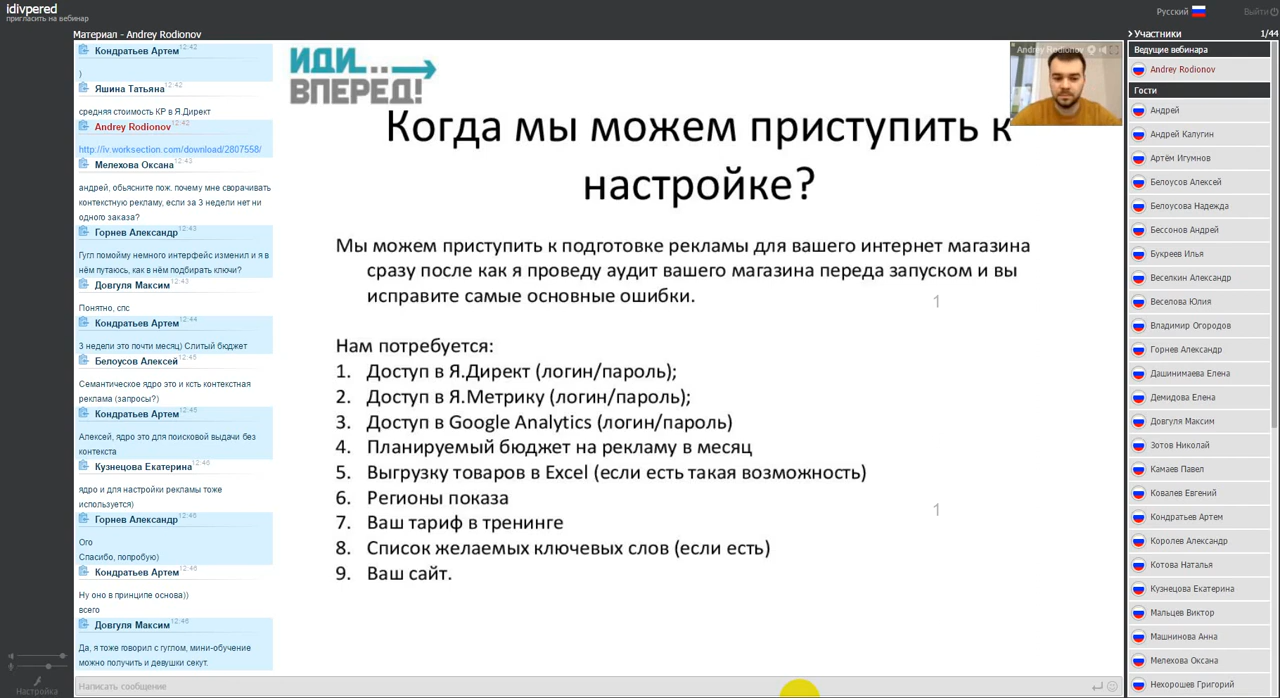 idivpered
пригласить на вебинар
Русский
Выйти
Материал - Andrey Rodionov
Кондратьев Артем 12:42
)
Яшина Татьяна 12:42
средняя стоимость КР в Я.Директ
Andrey Rodionov 12:42
http://iv.worksection.com/download/2807558/
Мелехова Оксана 12:43
андрей, обьясните пож. почему мне сворачивать
контекстную рекламу, если за 3 недели нет ни
одного заказа?
Горнев Александр 12:43
Гугл помойму немного интерфейс изменил и я в
нём путаюсь, как в нём подбирать ключи?
Довгуля Максим 12:43
Понятно, спс
Кондратьев Артем 12:44
3 недели это почти месяц) Слитый бюджет
Белоусов Алексей 12:45
Семантическое ядро это и ксть контекстная
реклама (запросы?)
Кондратьев Артем 12:45
Алексей, ядро это для поисковой выдачи без
контекста
Кузнецова Екатерина 12:46
ядро и для настройки рекламы тоже
используется)
Горнев Александр 12:46
Ого
Спасибо, попробую)
Кондратьев Артем 12:46
Ну оно в принципе основа))
всего
Довгуля Максим 12:46
Да, я тоже говорил с гуглом, мини-обучение
можно получить и девушки секут.
Написать сообщение
Настройка
ИДИ...
ВПЕРЕД!
Andrey Rodionov
Когда мы можем приступить к
настройке?
Мы можем приступить к подготовке рекламы для вашего интернет магазина
сразу после как я проведу аудит вашего магазина переда запуском и вы
исправите самые основные ошибки.
1
Нам потребуется:
1. Доступ в Я.Директ (логин/пароль);
2. Доступ в Я.Метрику (логин/пароль);
3. Доступ в Google Analytics (логин/пароль)
4. Планируемый бюджет на рекламу в месяц
5. Выгрузку товаров в Excel (если есть такая возможность)
6. Регионы показа
1
7. Ваш тариф в тренинге
8. Список желаемых ключевых слов (если есть)
9. Ваш сайт.
Участники 1/44
Ведущие вебинара
Andrey Rodionov
Гости
Андрей
Андрей Калугин
Артём Игумнов
Белоусов Алексей
Белоусова Надежда
Бессонов Андрей
Букреев Илья
Веселкин Александр
Веселова Юлия
Владимир Огородов
Горнев Александр
Дашинимаева Елена
Демидова Елена
Довгуля Максим
Зотов Николай
Камаев Павел
Ковалев Евгений
Кондратьев Артем
Королев Александр
Котова Наталья
Кузнецова Екатерина
Мальцев Виктор
Машнинова Анна
Мелехова Оксана
Нехорошев Григорий